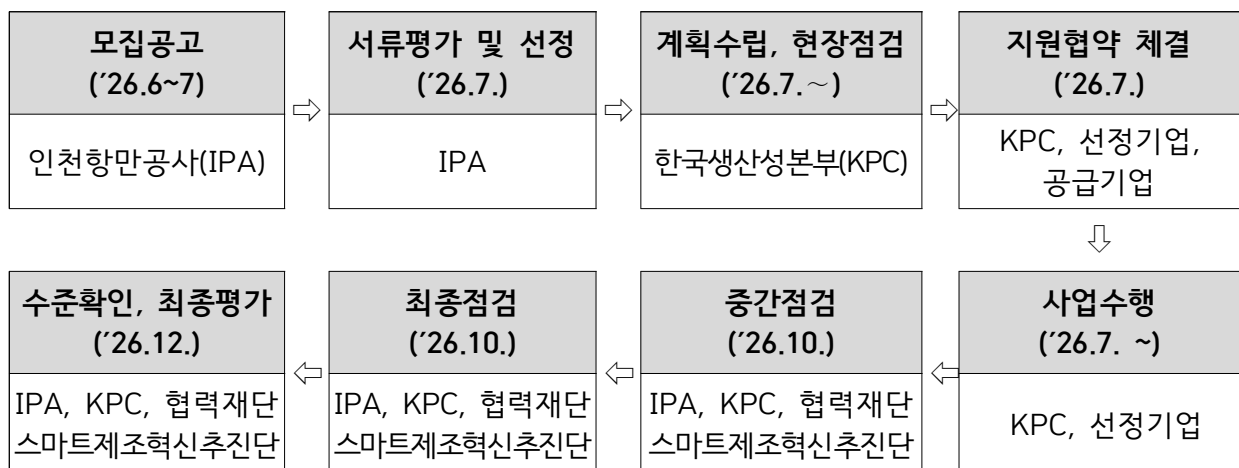 모집공고
(′26.6~7)
인천항만공사(IPA)
서류평가 및 선정
(′26.7.)
IPA
계획수립, 현장점검
(′26.7.～)
한국생산성본부(KPC)
지원협약 체결
(′26.7.)
KPC, 선정기업,
공급기업
사업수행
(′26.7. ~)
KPC, 선정기업
중간점검
(′26.10.)
IPA, KPC, 협력재단
스마트제조혁신추진단
최종점검
(′26.10.)
IPA, KPC, 협력재단
스마트제조혁신추진단
수준확인, 최종평가
(′26.12.)
IPA, KPC, 협력재단
스마트제조혁신추진단